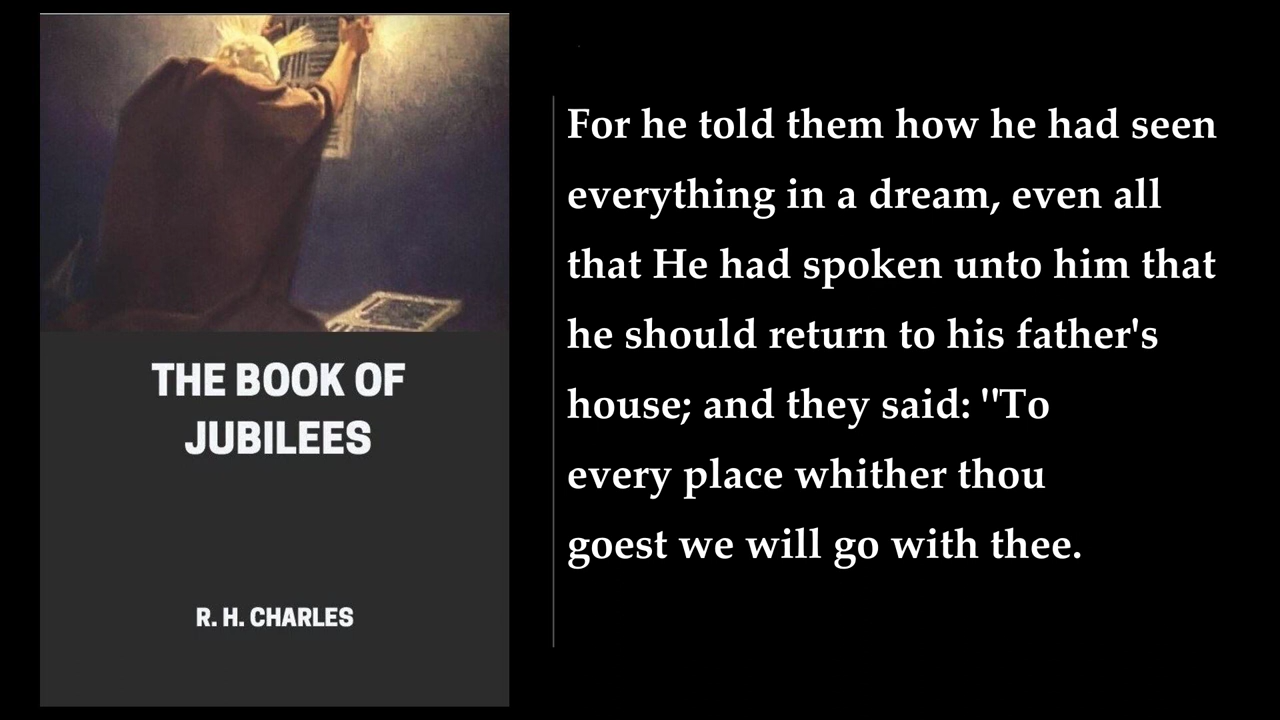 THE BOOK OF
JUBILEES
R. H. CHARLES
For he told them how he had seen
everything in a dream, even all
that He had spoken unto him that
he should return to his father's
house; and they said: "To
every place whither thou
goest we will go with thee.